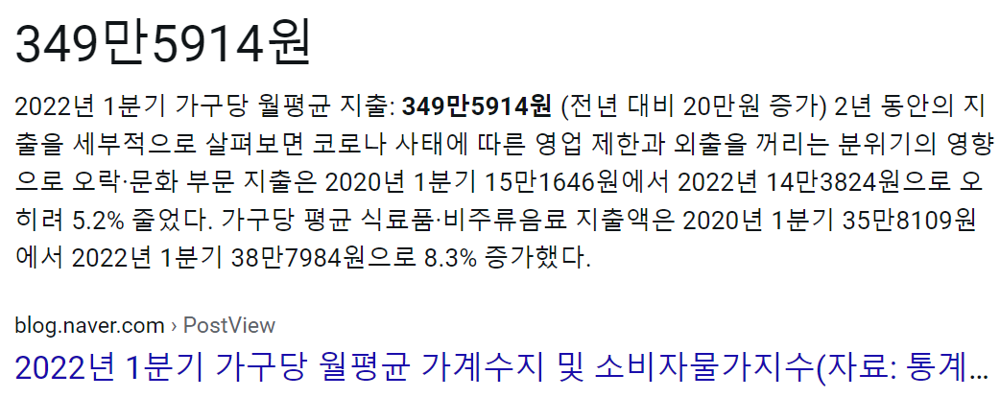 349만5914원
2022년 1분기 가구당 월평균 지출: 349만5914원 (전년 대비 20만원 증가) 2년 동안의 지
출을 세부적으로 살펴보면 코로나 사태에 따른 영업 제한과 외출을 꺼리는 분위기의 영향
으로 오락·문화 부문 지출은 2020년 1분기 15만1646원에서 2022년 14만3824원으로 오
히려 5.2% 줄었다. 가구당 평균 식료품·비주류음료 지출액은 2020년 1분기 35만8109원
에서 2022년 1분기 38만7984원으로 8.3% 증가했다.
blog.naver.com › PostView
2022년 1분기 가구당 월평균 가계수지 및 소비자물가지수(자료: 통계...